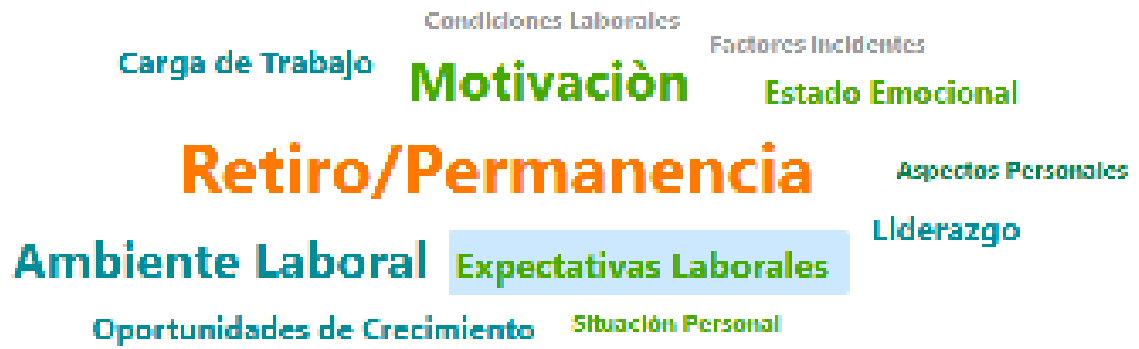 Condiciones Laborales
Factores Incidentes
Carga de Trabajo
Motivaciòn
Estado Emocional
Retiro/Permanencia
Aspectos Personales
Liderazgo
Ambiente Laboral
Expectativas Laborales
Oportunidades de Crecimiento
Situación Personal